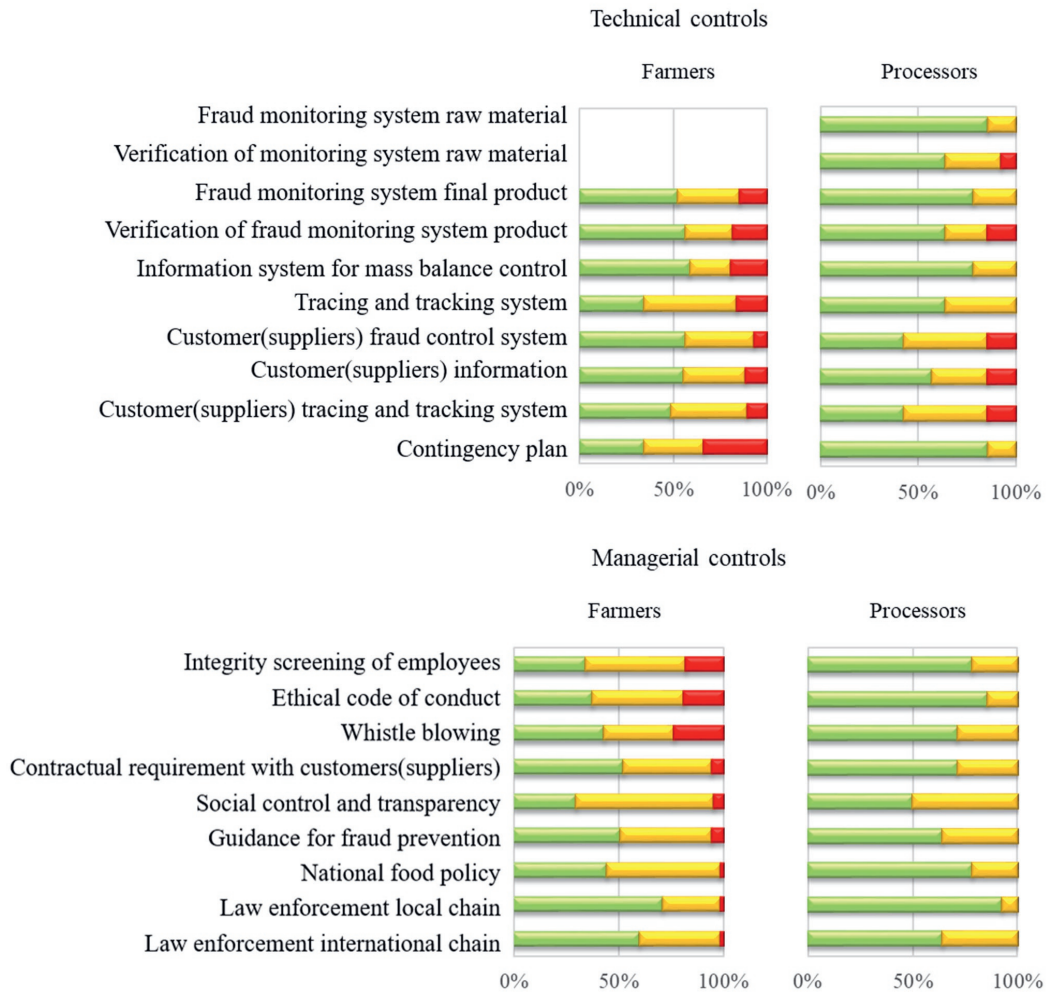 Technical controls
Farmers
Processors
Fraud monitoring system raw material
Verification of monitoring system raw material
Fraud monitoring system final product
Verification of fraud monitoring system product
Information system for mass balance control
Tracing and tracking system
Customer(suppliers) fraud control system
Customer(suppliers) information
Customer(suppliers) tracing and tracking system
Contingency plan
0% 50% 100% 0% 50% 100%
Managerial controls
Farmers
Processors
Integrity screening of employees
Ethical code of conduct
Whistle blowing
Contractual requirement with customers(suppliers)
Social control and transparency
Guidance for fraud prevention
National food policy
Law enforcement local chain
Law enforcement international chain
0% 50% 100% 0% 50% 100%